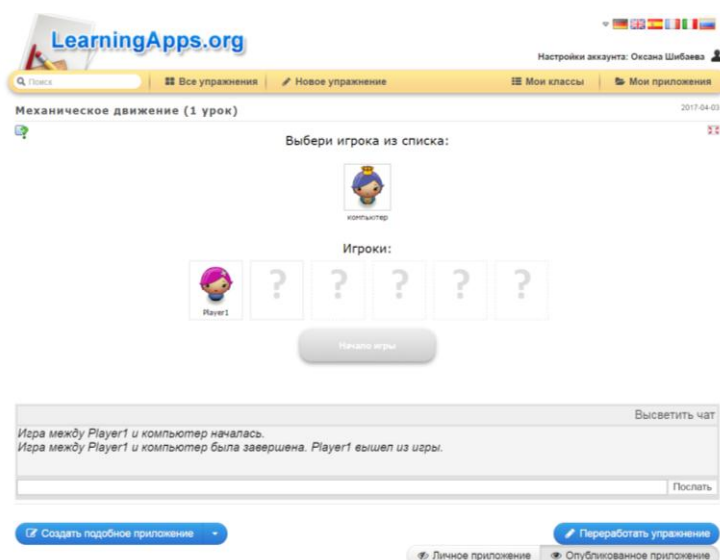 LearningApps.org
Настройки аккаунта: Оксана Шибаева
Поиск
Все упражнения
Новое упражнение
Мои классы
Мои приложения
Механическое движение (1 урок)
2017-04-03
Выбери игрока из списка:
компьютер
Игроки:
Player1
? ? ? ? ?
Начало игры
Высветить чат
Игра между Player1 и компьютер началась.
Игра между Player1 и компьютер была завершена. Player1 вышел из игры.
Послать
Создать подобное приложение
Переработать упражнение
Личное приложение
Опубликованное приложение